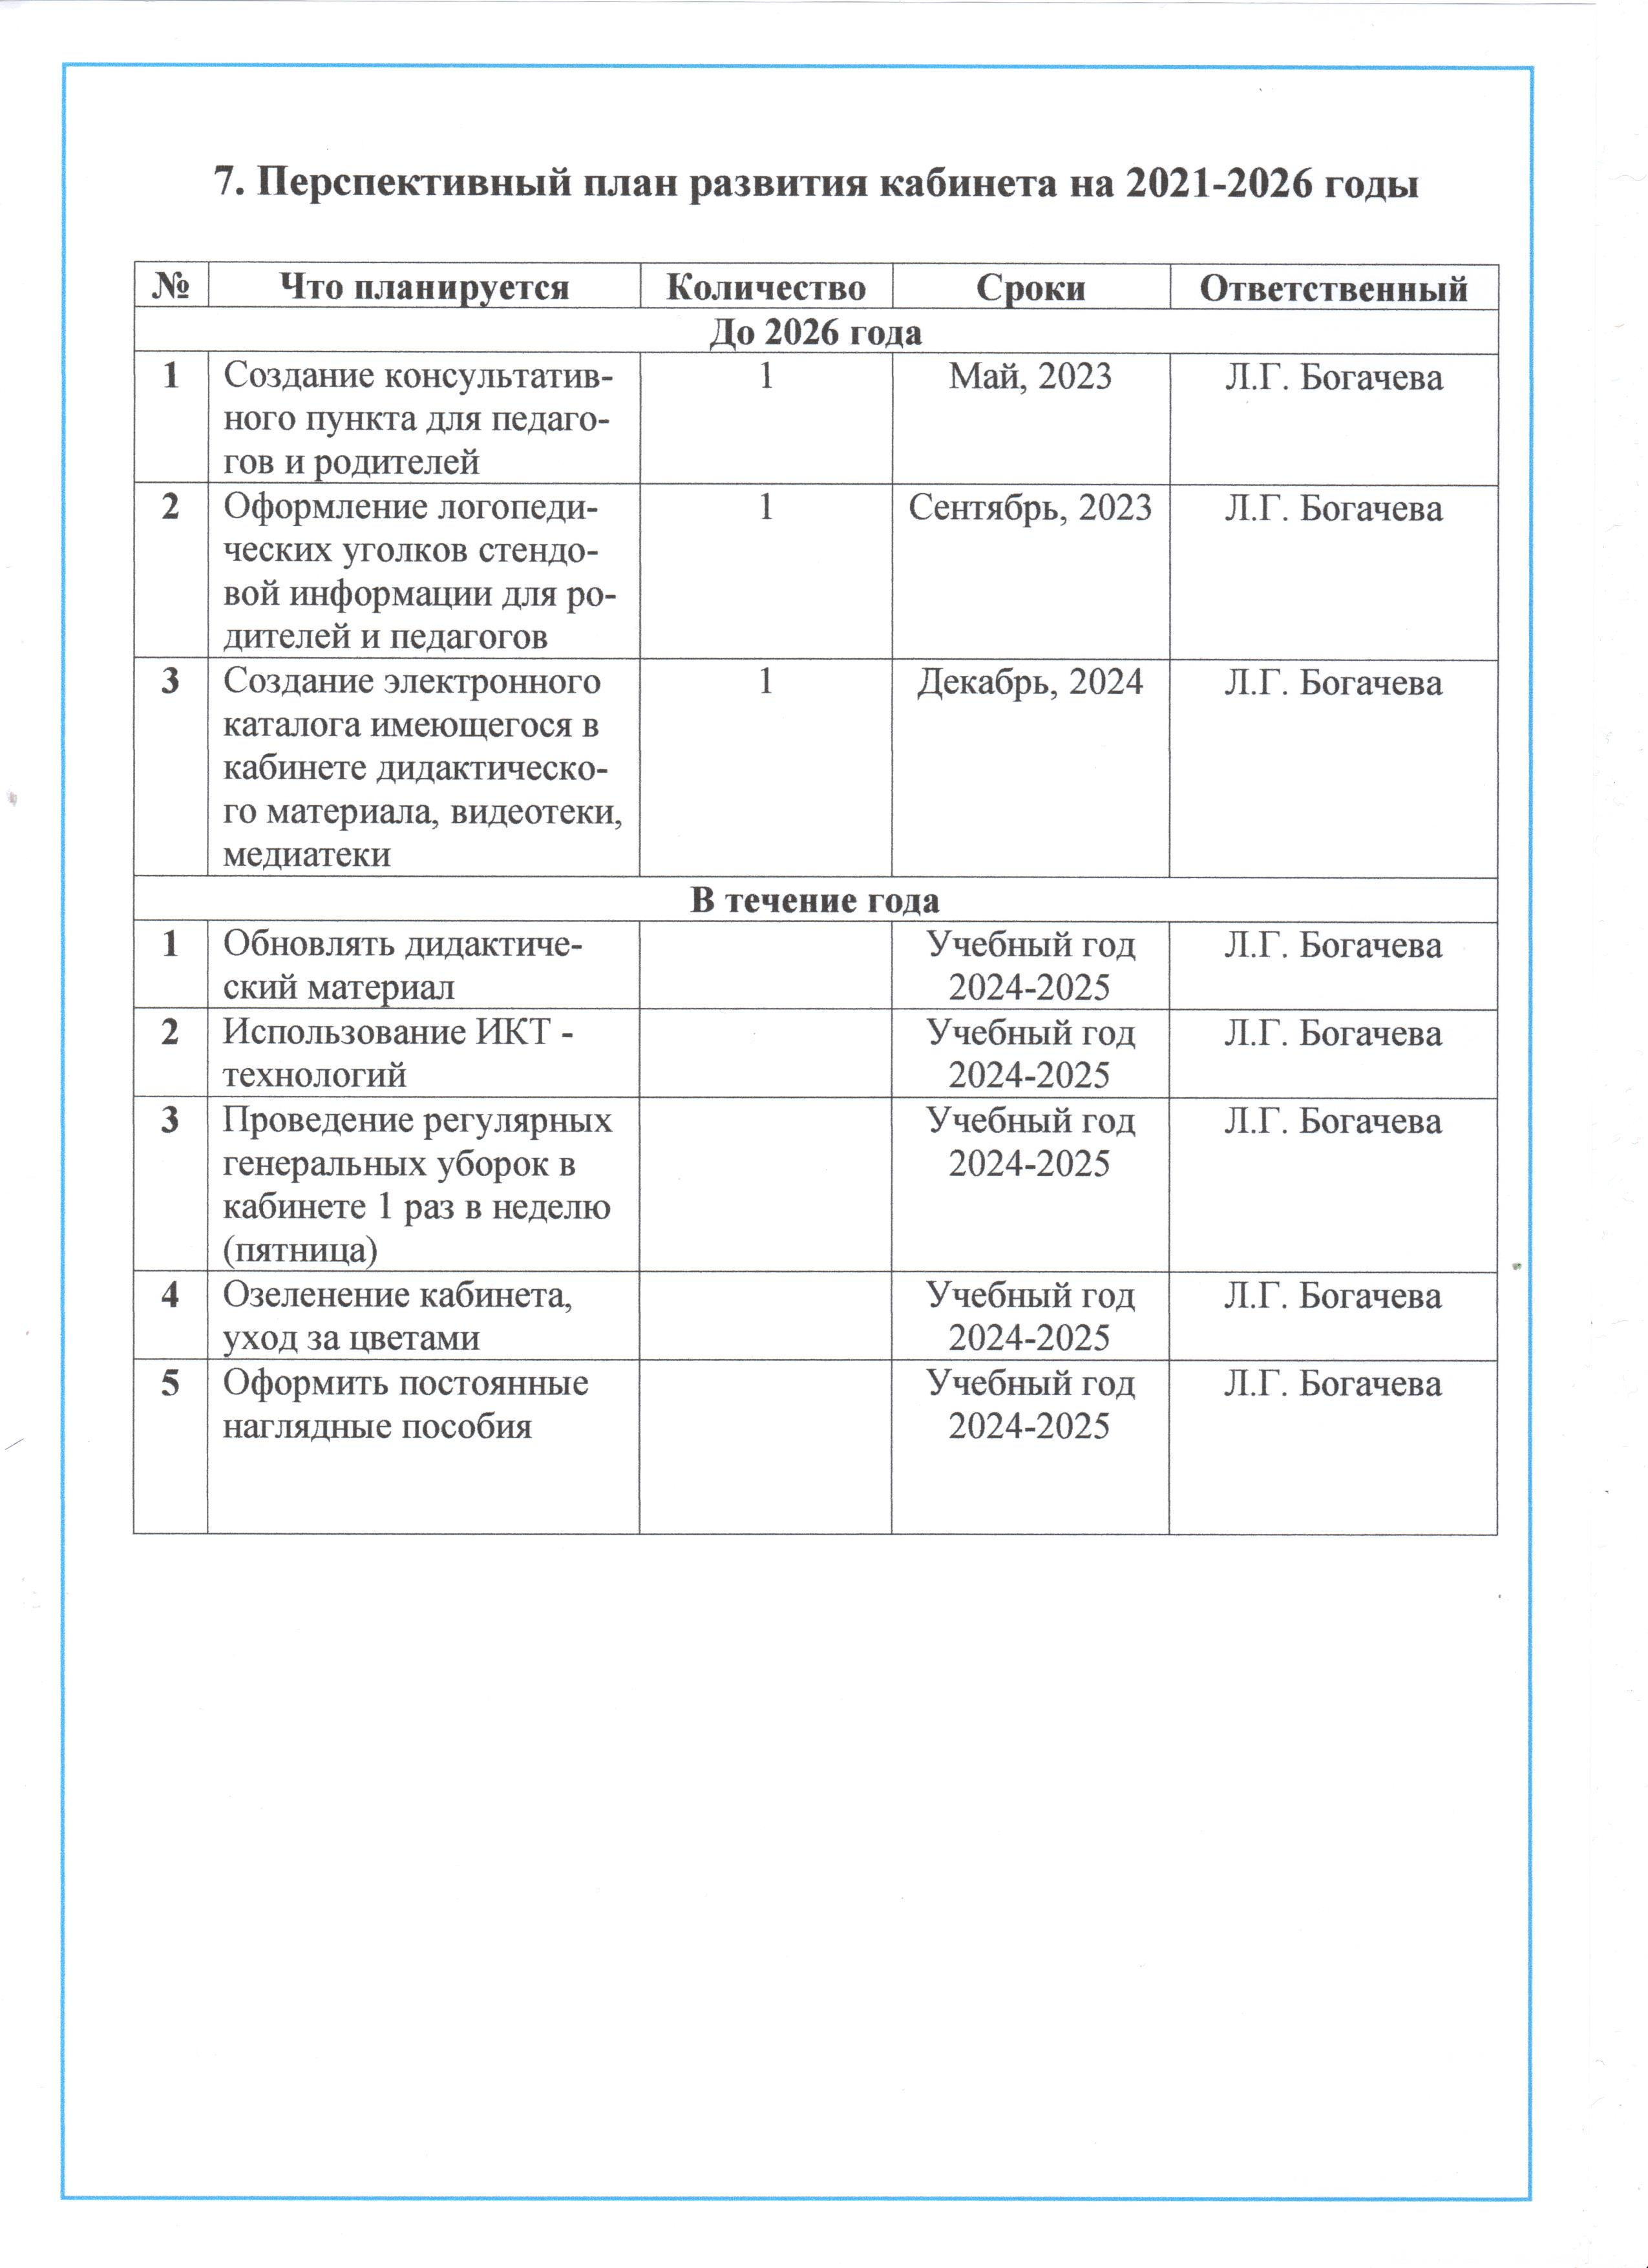 7. Перспективный план развития кабинета на 2021-2026 годы
№ Что планируется Количество Сроки Ответственный
До 2026 года
1 Создание консультатив- 1 Май, 2023 Л.Г. Богачева
ного пункта для педаго-
гов и родителей
2 Оформление логопеди- 1 Сентябрь, 2023 Л.Г. Богачева
ческих уголков стендо-
вой информации для ро-
дителей и педагогов
3 Создание электронного 1 Декабрь, 2024 Л.Г. Богачева
каталога имеющегося в
кабинете дидактическо-
го материала, видеотеки,
медиатеки
В течение года
1 Обновлять дидактиче- Учебный год Л.Г. Богачева
ский материал 2024-2025
2 Использование ИКТ - Учебный год Л.Г. Богачева
технологий 2024-2025
3 Проведение регулярных Учебный год Л.Г. Богачева
генеральных уборок в 2024-2025
кабинете 1 раз в неделю
(пятница)
4 Озеленение кабинета, Учебный год Л.Г. Богачева
уход за цветами 2024-2025
5 Оформить постоянные Учебный год Л.Г. Богачева
наглядные пособия 2024-2025